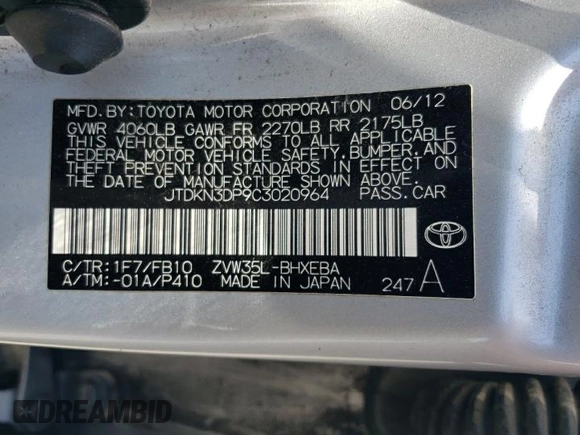 MFD. BY: TOYOTA MOTOR CORPORATION 06/12
GVWR 4060LB GAWR FR 2270LB RR 2175LB
THIS VEHICLE CONFORMS TO ALL APPLICABLE
FEDERAL MOTOR VEHICLE SAFETY, BUMPER, AND
THEFT PREVENTION STANDARDS IN EFFECT ON
THE DATE OF MANUFACTURE SHOWN ABOVE.
JTDKN3DP9C3020964 PASS. CAR
C/TR: 1F7/FB10 ZVW35L-BHXEBA
A/TM: -01A/P410 MADE IN JAPAN 247 A
DREAMBID